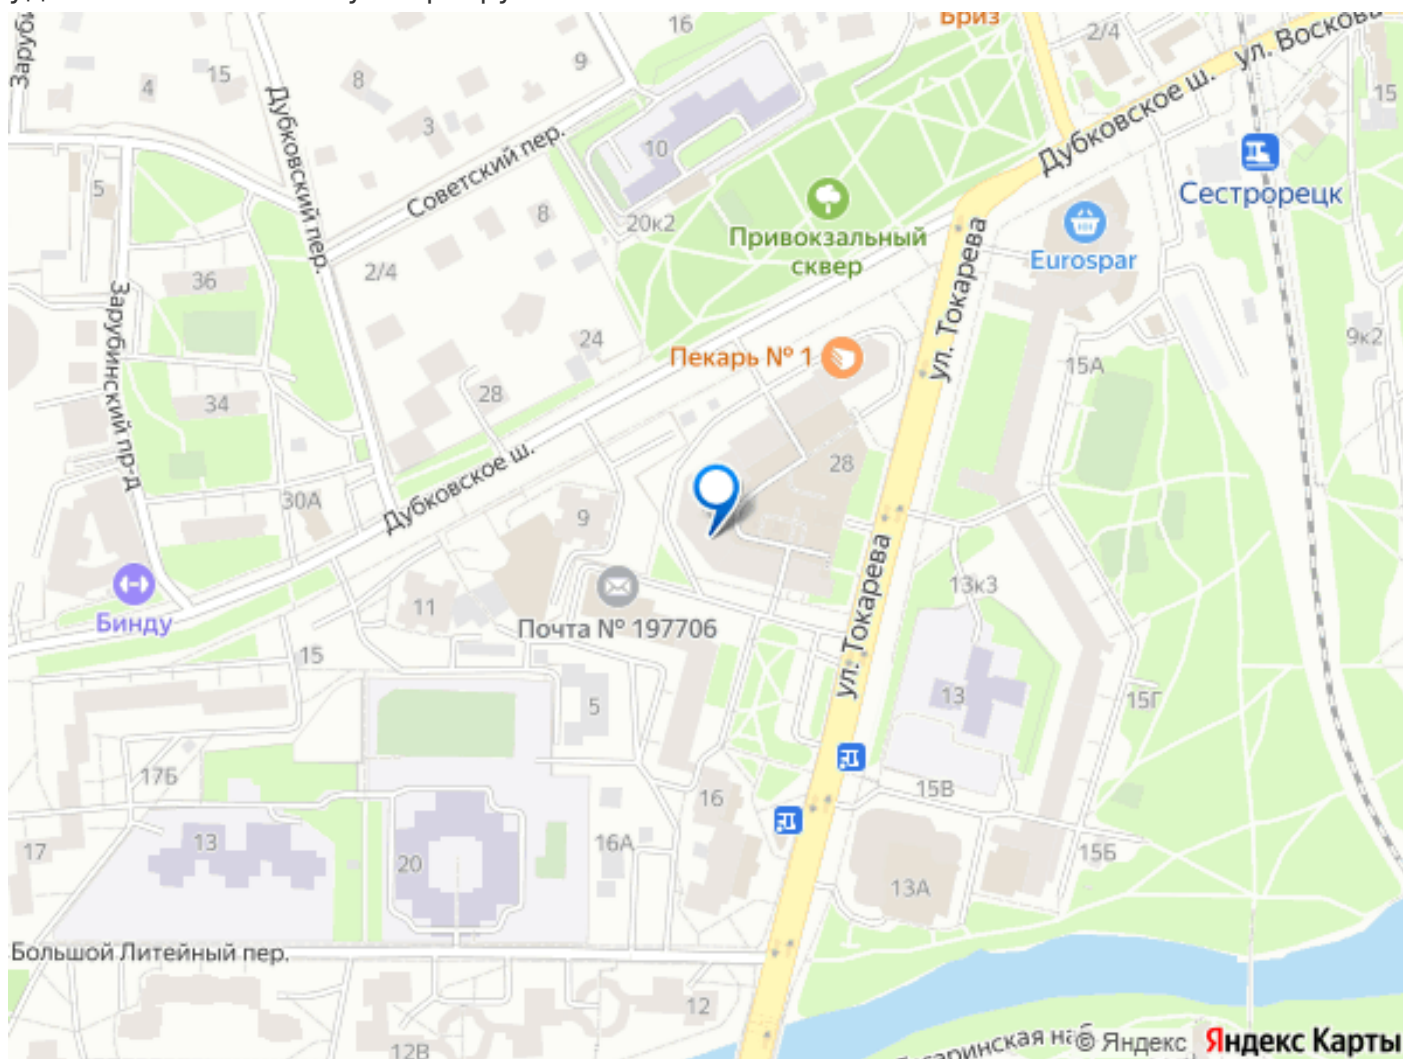 16
Бриз
2/4
ул. Воскова
15
8
9
4
15
Дубковский пер.
3
10
Дубковское ш.
Советский пер.
Сестрорецк
5
8
20к2
Привокзальный
сквер
Eurospar
2/4
36
ул. Токарева
Зарубинский пр-д
24
Пекарь № 1
9к2
15А
28
34
28
Дубковское ш.
30А
9
ул. Токарева
13к3
Бинду
11
Почта № 197706
15
5
13
15Г
17Б
16
15В
17
13
20
16А
15Б
13А
Большой Литейный пер.
12
12В
© Яндекс
Яндекс Карты